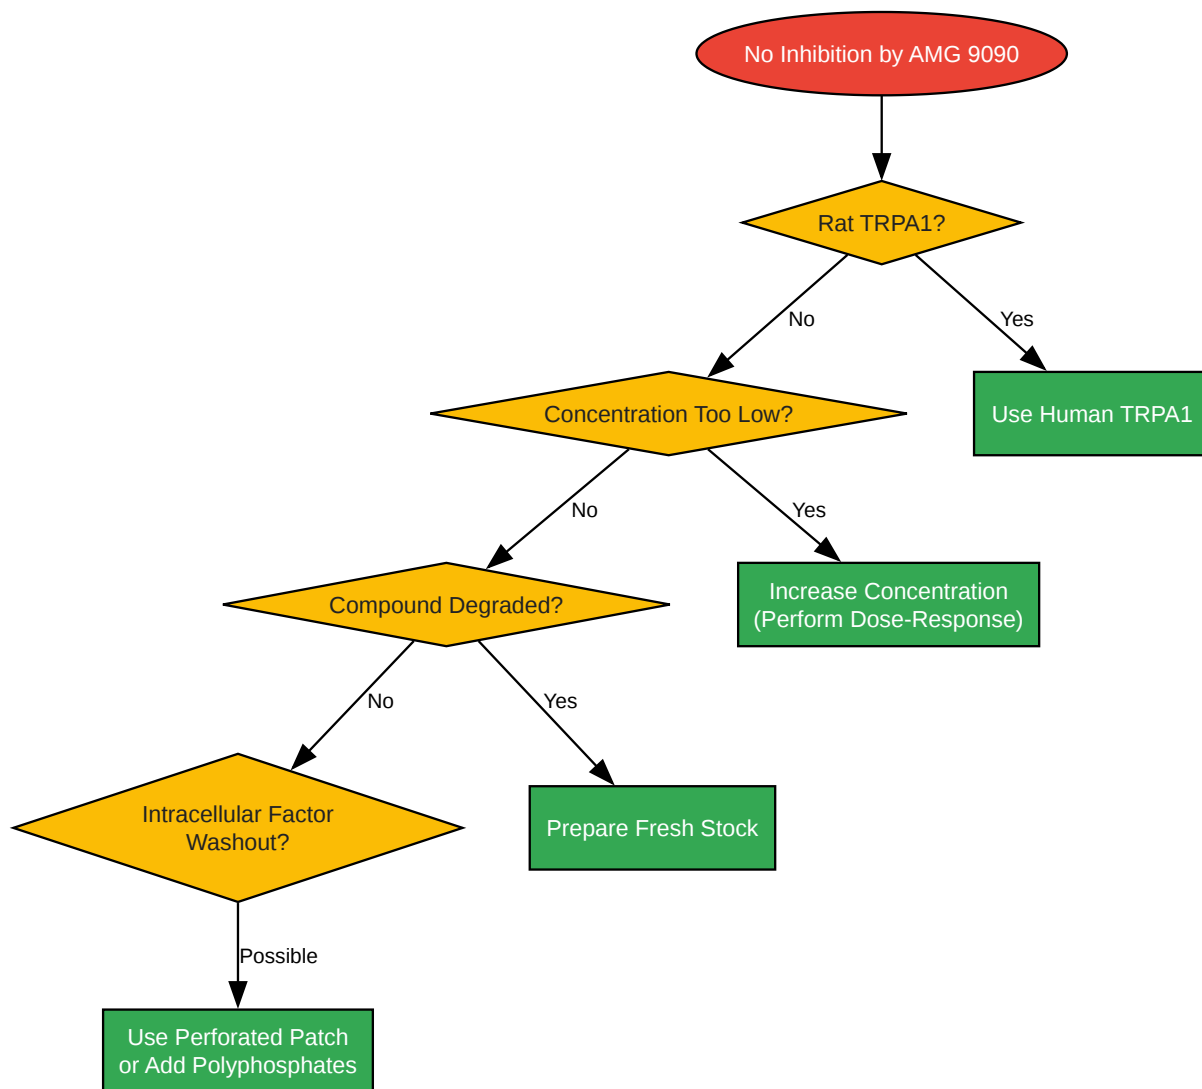 No Inhibition by AMG 9090
Rat TRPA1?
No
Yes
Concentration Too Low?
Use Human TRPA1
No
Yes
Compound Degraded?
Increase Concentration
(Perform Dose-Response)
No
Yes
Intracellular Factor
Washout?
Prepare Fresh Stock
Possible
Use Perforated Patch
or Add Polyphosphates